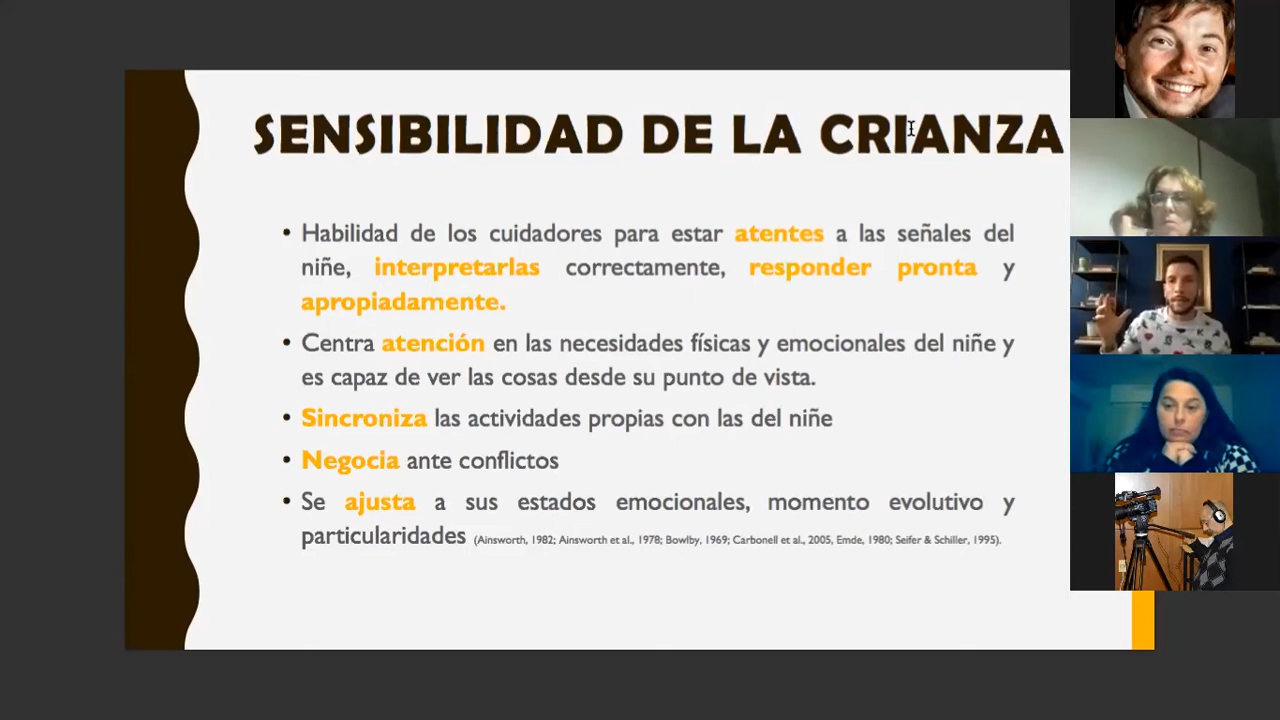 SENSIBILIDAD DE LA CRIANZA
• Habilidad de los cuidadores para estar atentes a las señales del
niñe, interpretarlas correctamente, responder pronta y
apropiadamente.
• Centra atención en las necesidades físicas y emocionales del niñe y
es capaz de ver las cosas desde su punto de vista.
• Sincroniza las actividades propias con las del niñe
• Negocia ante conflictos
• Se ajusta a sus estados emocionales, momento evolutivo y
particularidades (Ainsworth, 1982; Ainsworth et al., 1978; Bowlby, 1969; Carbonell et al., 2005, Emde, 1980; Seifer & Schiller, 1995).